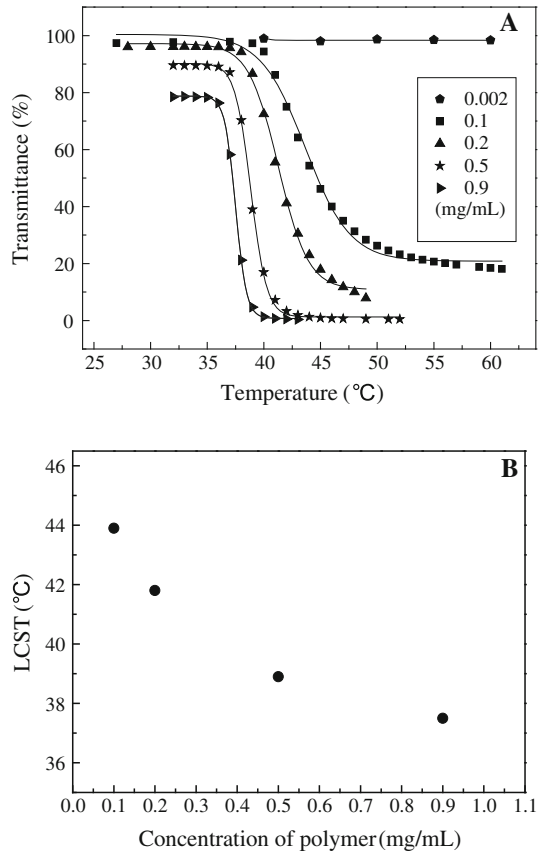 A
100
80
60
40
20
0
Transmittance (%)
0.002
0.1
0.2
0.5
0.9
(mg/mL)
25 30 35 40 45 50 55 60
Temperature (℃)
B
46
44
42
40
38
36
LCST (℃)
0.0 0.1 0.2 0.3 0.4 0.5 0.6 0.7 0.8 0.9 1.0 1.1
Concentration of polymer (mg/mL)